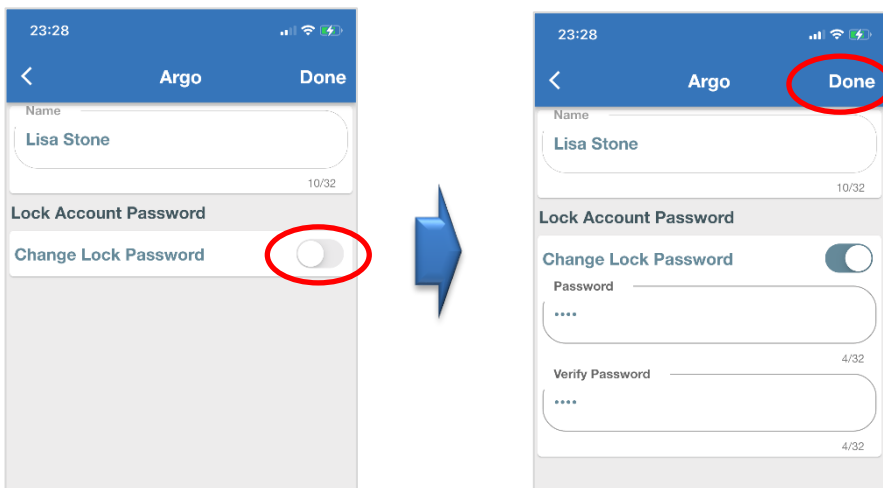 23:28
Argo
Done
Name
Lisa Stone
10/32
Lock Account Password
Change Lock Password
23:28
Argo
Done
Name
Lisa Stone
10/32
Lock Account Password
Change Lock Password
Password
••••
4/32
Verify Password
••••
4/32